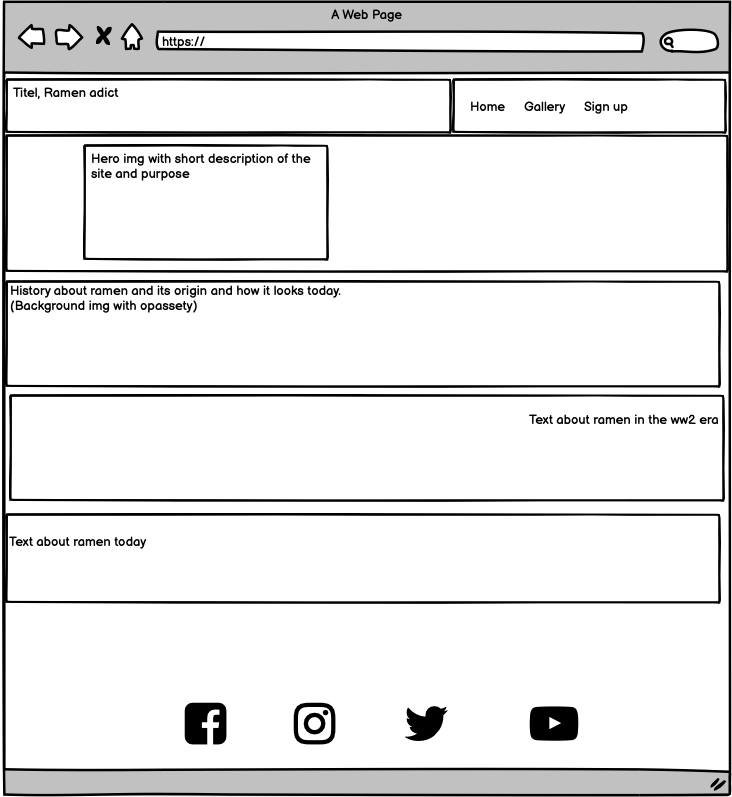 A Web Page
https://
Titel, Ramen adict
Home Gallery Sign up
Hero img with short description of the
site and purpose
History about ramen and its origin and how it looks today.
(Background img with opassety)
Text about ramen in the ww2 era
Text about ramen today